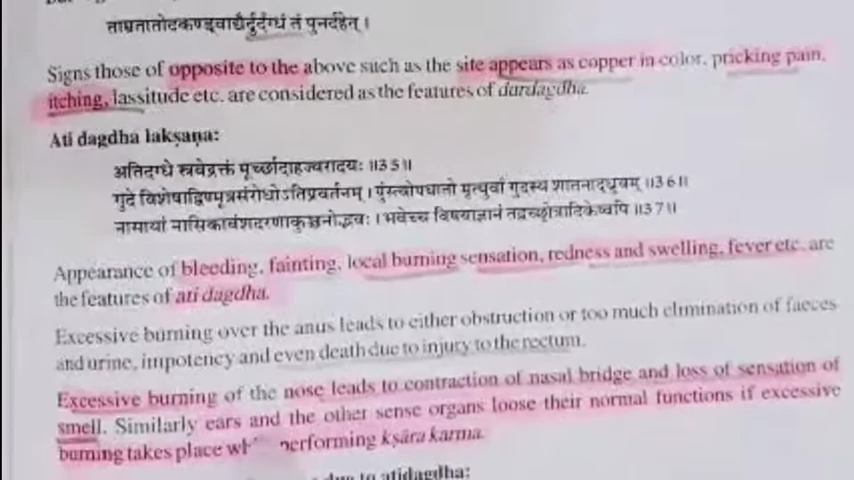 ताम्रतातोदकण्ड्वाद्यैर्दुर्दग्धं तं पुनर्दहेत् ।
Signs those of opposite to the above such as the site appears as copper in color, pricking pain,
itching, lassitude etc. are considered as the features of durdagdha.
Ati dagdha lakṣaṇa:
अतिदग्धे स्रवेद्रक्तं मूर्च्छादाहज्वरादयः ॥35॥
गुदे विशेषाद्विण्मूत्रसंरोधोऽतिप्रवर्तनम् । पुंस्त्वोपघातो मृत्युर्वा गुदस्य शातनाद्ध्रुवम् ॥36॥
नासायां नासिकावंशदरणाकुञ्चनोद्भवः । भवेच्च विषयाज्ञानं तद्वच्छ्रोत्रादिकेष्वपि ॥37॥
Appearance of bleeding, fainting, local burning sensation, redness and swelling, fever etc. are
the features of ati dagdha.
Excessive burning over the anus leads to either obstruction or too much elimination of faeces
and urine, impotency and even death due to injury to the rectum.
Excessive burning of the nose leads to contraction of nasal bridge and loss of sensation of
smell. Similarly ears and the other sense organs loose their normal functions if excessive
burning takes place performing kṣāra karma.
due to atidagdha: